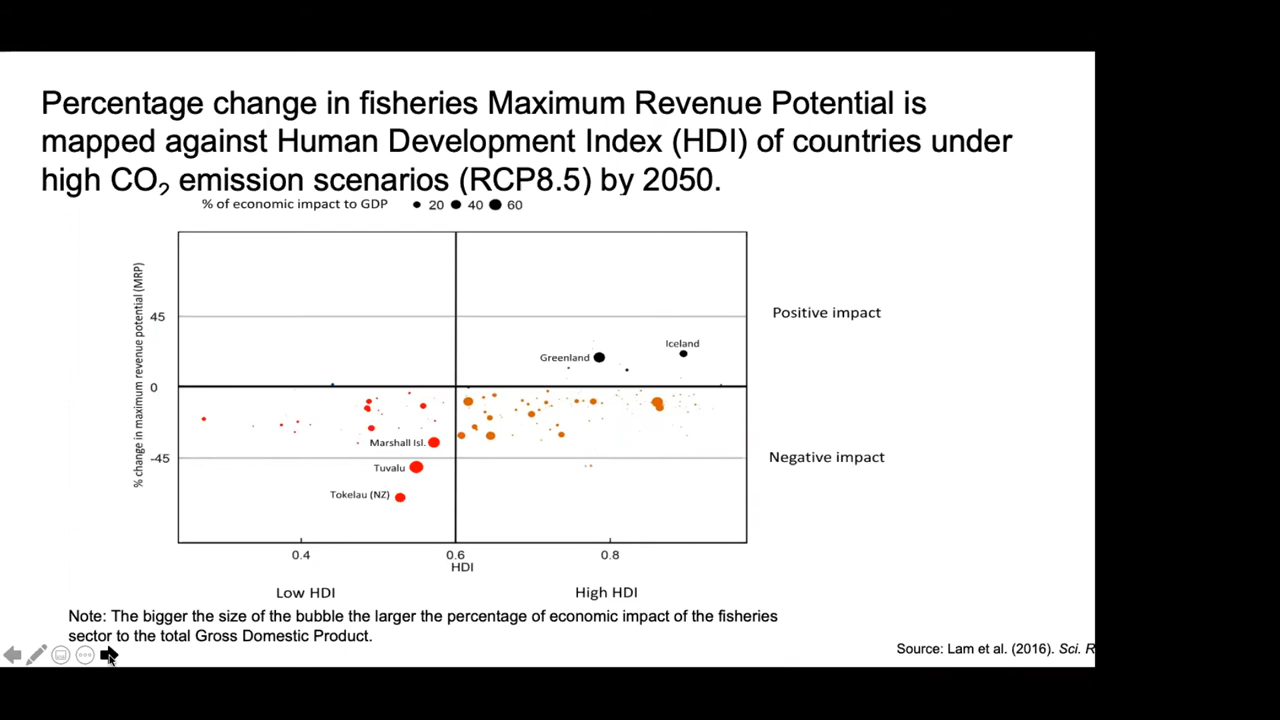 Percentage change in fisheries Maximum Revenue Potential is
mapped against Human Development Index (HDI) of countries under
high CO₂ emission scenarios (RCP8.5) by 2050.
% of economic impact to GDP 20 40 60
% change in maximum revenue potential (MRP)
45
Positive impact
Iceland
Greenland
0
Marshall Isl.
-45
Negative impact
Tuvalu
Tokelau (NZ)
0.4 0.6 0.8
HDI
Low HDI High HDI
Note: The bigger the size of the bubble the larger the percentage of economic impact of the fisheries
sector to the total Gross Domestic Product.
Source: Lam et al. (2016). Sci. R